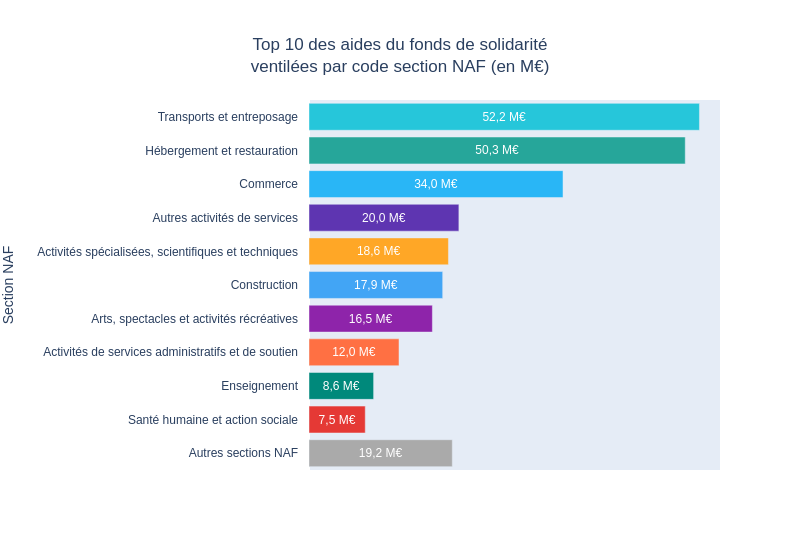 Top 10 des aides du fonds de solidarité
ventilées par code section NAF (en M€)
Section NAF
Transports et entreposage 52,2 M€
Hébergement et restauration 50,3 M€
Commerce 34,0 M€
Autres activités de services 20,0 M€
Activités spécialisées, scientifiques et techniques 18,6 M€
Construction 17,9 M€
Arts, spectacles et activités récréatives 16,5 M€
Activités de services administratifs et de soutien 12,0 M€
Enseignement 8,6 M€
Santé humaine et action sociale 7,5 M€
Autres sections NAF 19,2 M€